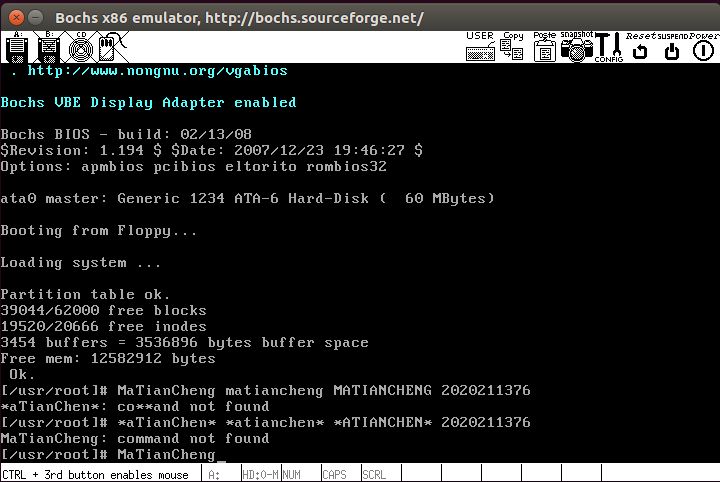 Bochs x86 emulator, http://bochs.sourceforge.net/
A: B: CD USER Copy Paste snapshot CONFIG Reset SUSPEND Power
. http://www.nongnu.org/vgabios
Bochs VBE Display Adapter enabled
Bochs BIOS - build: 02/13/08
$Revision: 1.194 $ $Date: 2007/12/23 19:46:27 $
Options: apmbios pcibios eltorito rombios32
ata0 master: Generic 1234 ATA-6 Hard-Disk (  60 MBytes)
Booting from Floppy...
Loading system ...
Partition table ok.
39044/62000 free blocks
19520/20666 free inodes
3454 buffers = 3536896 bytes buffer space
Free mem: 12582912 bytes
Ok.
[/usr/root]# MaTianCheng matiancheng MATIANCHENG 2020211376
*aTianChen*: co**and not found
[/usr/root]# *aTianChen* *atianchen* *ATIANCHEN* 2020211376
MaTianCheng: command not found
[/usr/root]# MaTianCheng_
CTRL + 3rd button enables mouse A: HD:0-M NUM CAPS SCRL